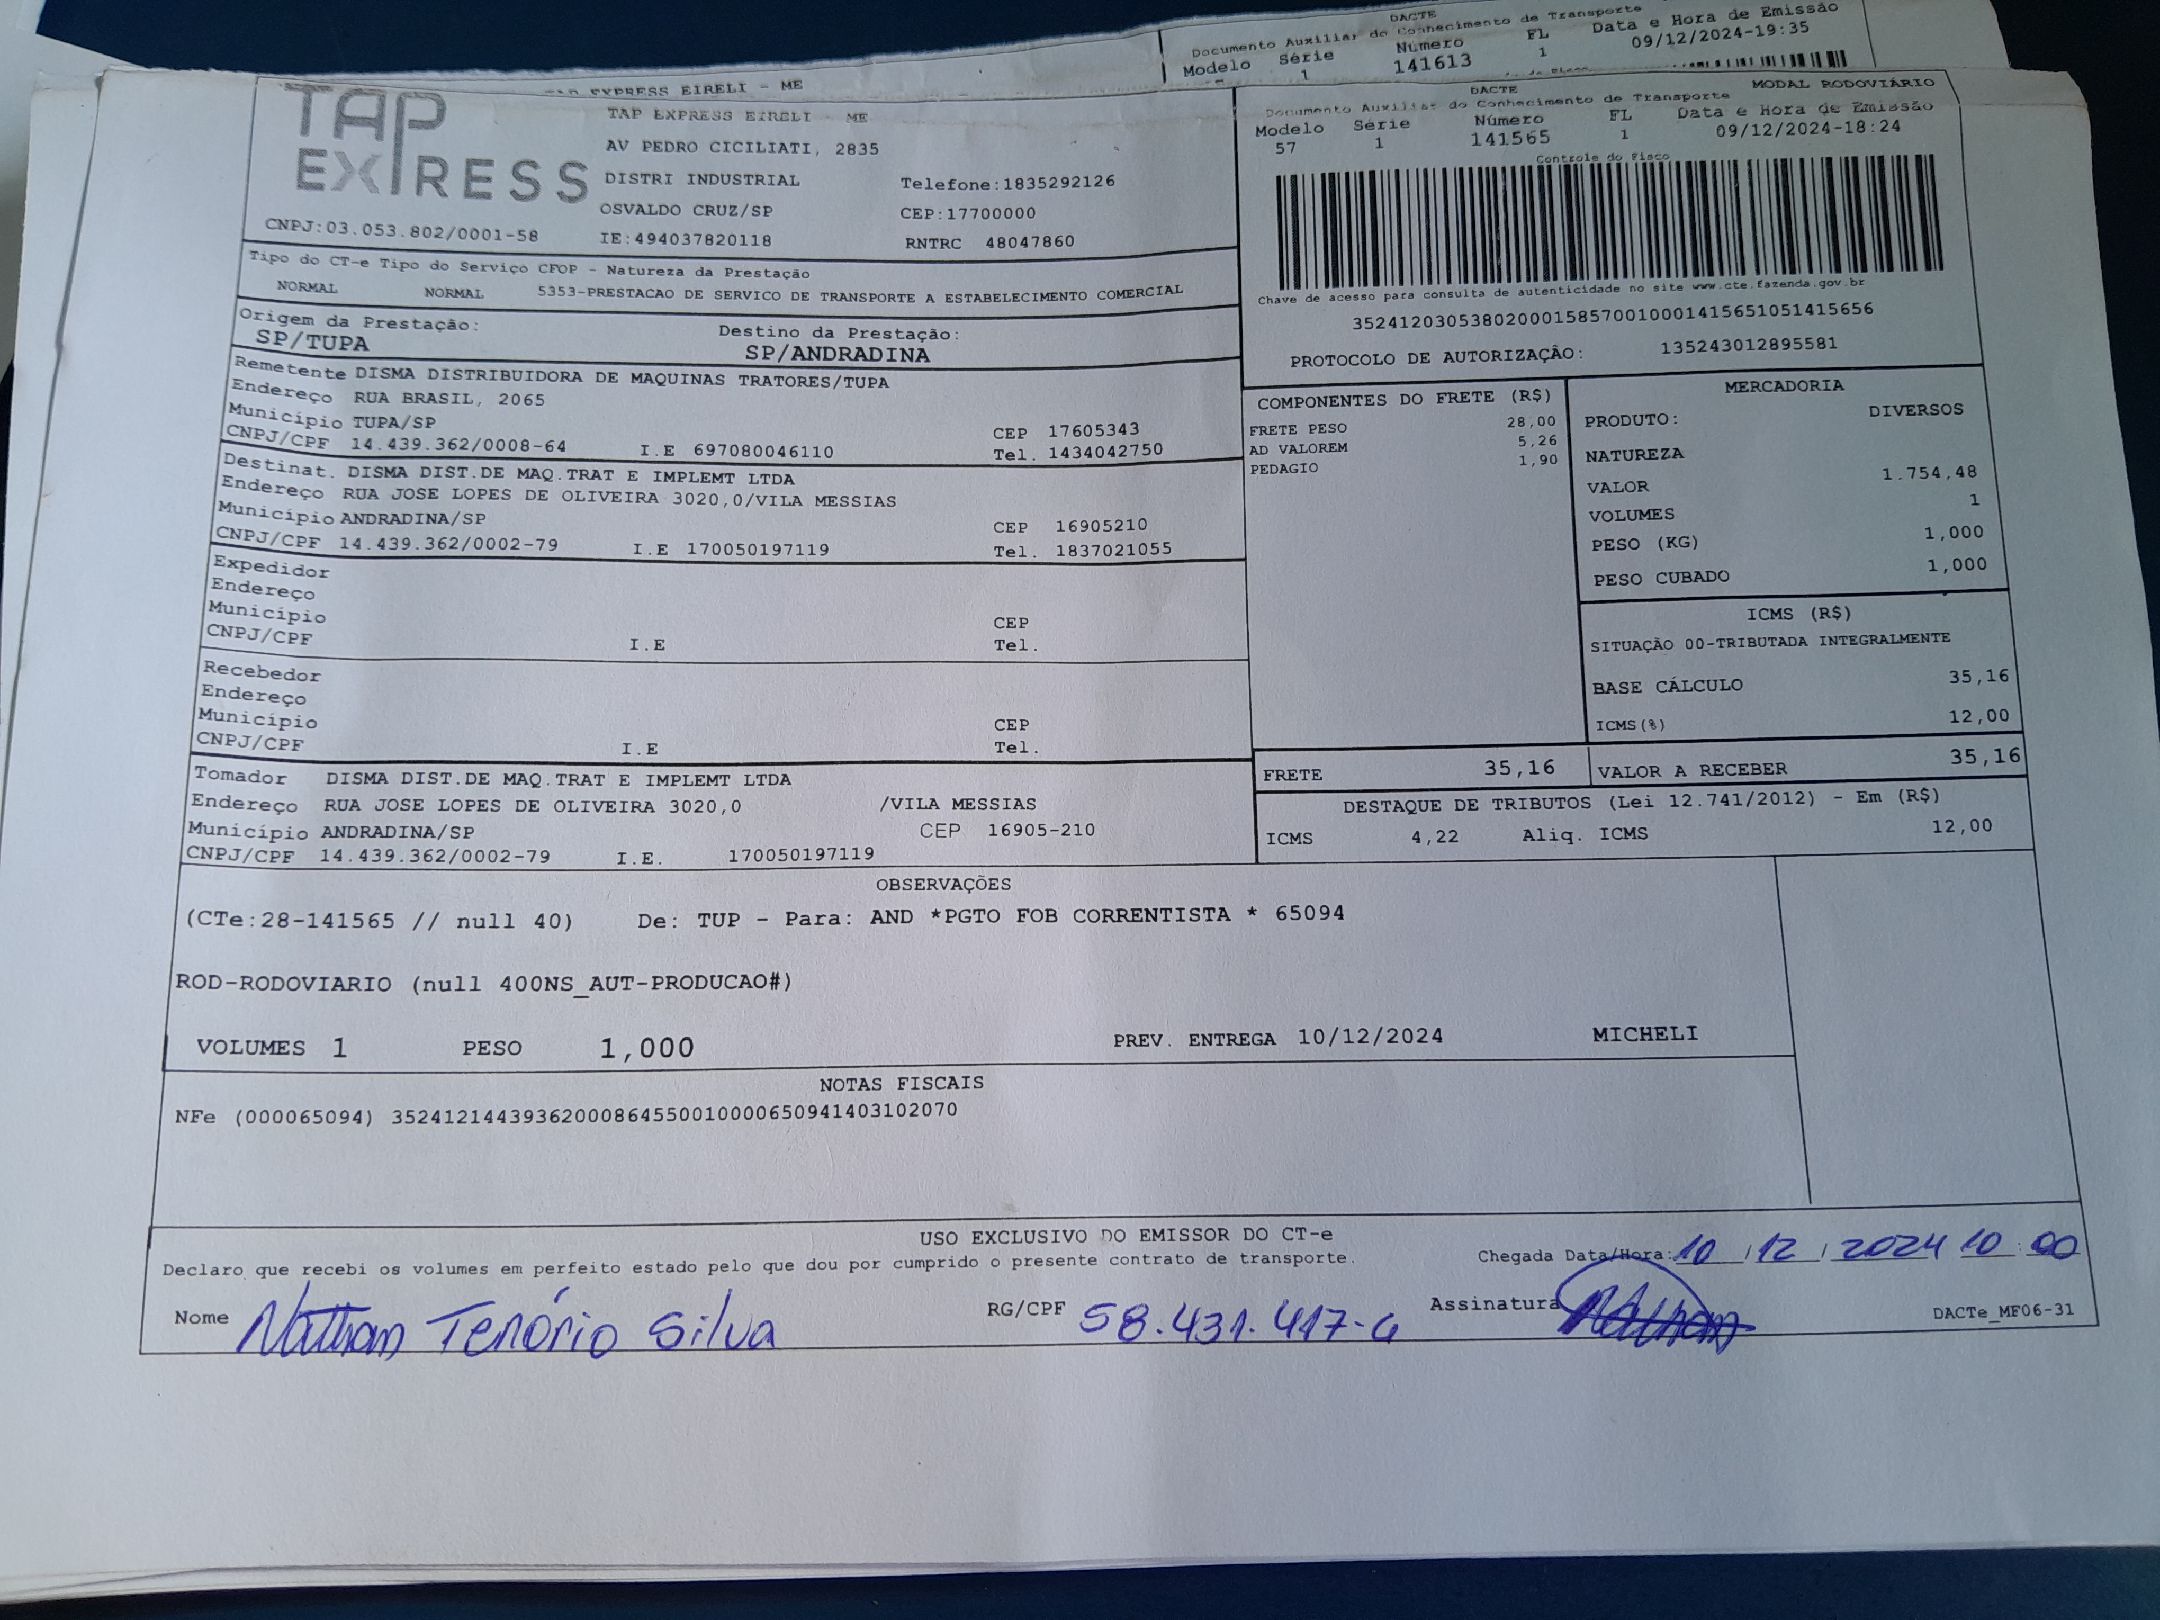 DACTE
Documento Auxiliar do Conhecimento de Transporte
Modelo Série Número FL Data e Hora de Emissão
1 141613 1 09/12/2024-19:35
TAP EXPRESS EIRELI - ME
TAP EXPRESS
TAP EXPRESS EIRELI - ME
AV PEDRO CICILIATI, 2835
DISTRI INDUSTRIAL Telefone:1835292126
OSVALDO CRUZ/SP CEP:17700000
CNPJ:03.053.802/0001-58 IE:494037820118 RNTRC 48047860
DACTE MODAL RODOVIÁRIO
Documento Auxiliar do Conhecimento de Transporte
Modelo Série Número FL Data e Hora de Emissão
57 1 141565 1 09/12/2024-18:24
Controle do Fisco
Chave de acesso para consulta de autenticidade no site www.cte.fazenda.gov.br
35241203053802000158570010001415651051415656
PROTOCOLO DE AUTORIZAÇÃO: 135243012895581
Tipo do CT-e Tipo do Serviço CFOP - Natureza da Prestação
NORMAL NORMAL 5353-PRESTACAO DE SERVICO DE TRANSPORTE A ESTABELECIMENTO COMERCIAL
Origem da Prestação: Destino da Prestação:
SP/TUPA SP/ANDRADINA
Remetente DISMA DISTRIBUIDORA DE MAQUINAS TRATORES/TUPA
Endereço RUA BRASIL, 2065
Município TUPA/SP CEP 17605343
CNPJ/CPF 14.439.362/0008-64 I.E 697080046110 Tel. 1434042750
Destinat. DISMA DIST.DE MAQ.TRAT E IMPLEMT LTDA
Endereço RUA JOSE LOPES DE OLIVEIRA 3020,0/VILA MESSIAS
Município ANDRADINA/SP CEP 16905210
CNPJ/CPF 14.439.362/0002-79 I.E 170050197119 Tel. 1837021055
Expedidor
Endereço
Município CEP
CNPJ/CPF I.E Tel.
Recebedor
Endereço
Município CEP
CNPJ/CPF I.E Tel.
Tomador DISMA DIST.DE MAQ.TRAT E IMPLEMT LTDA
Endereço RUA JOSE LOPES DE OLIVEIRA 3020,0 /VILA MESSIAS
Município ANDRADINA/SP CEP 16905-210
CNPJ/CPF 14.439.362/0002-79 I.E. 170050197119
COMPONENTES DO FRETE (R$)
FRETE PESO 28,00
AD VALOREM 5,26
PEDAGIO 1,90
MERCADORIA
PRODUTO: DIVERSOS
NATUREZA
VALOR 1.754,48
VOLUMES 1
PESO (KG) 1,000
PESO CUBADO 1,000
ICMS (R$)
SITUAÇÃO 00-TRIBUTADA INTEGRALMENTE
BASE CÁLCULO 35,16
ICMS(%) 12,00
FRETE 35,16 VALOR A RECEBER 35,16
DESTAQUE DE TRIBUTOS (Lei 12.741/2012) - Em (R$)
ICMS 4,22 Aliq. ICMS 12,00
OBSERVAÇÕES
(CTe:28-141565 // null 40) De: TUP - Para: AND *PGTO FOB CORRENTISTA * 65094
ROD-RODOVIARIO (null 400NS_AUT-PRODUCAO#)
VOLUMES 1 PESO 1,000 PREV. ENTREGA 10/12/2024 MICHELI
NOTAS FISCAIS
NFe (000065094) 35241214439362000864550010000650941403102070
USO EXCLUSIVO DO EMISSOR DO CT-e
Declaro que recebi os volumes em perfeito estado pelo que dou por cumprido o presente contrato de transporte. Chegada Data/Hora: 10/12/2024 10:00
Nome Nathan Tenório Silva RG/CPF 58.431.417-6 Assinatura Nathan DACTe_MF06-31